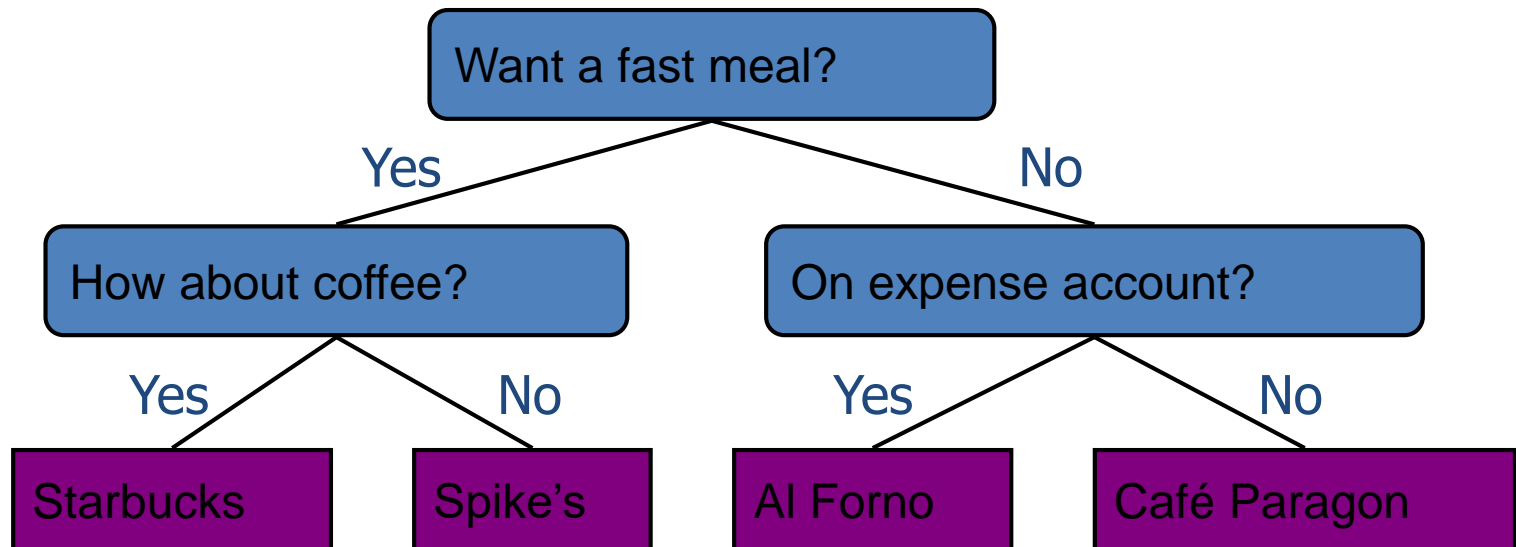 Want a fast meal?
Yes
No
How about coffee?
On expense account?
Yes
No
Yes
No
Starbucks
Spike’s
Al Forno
Café Paragon